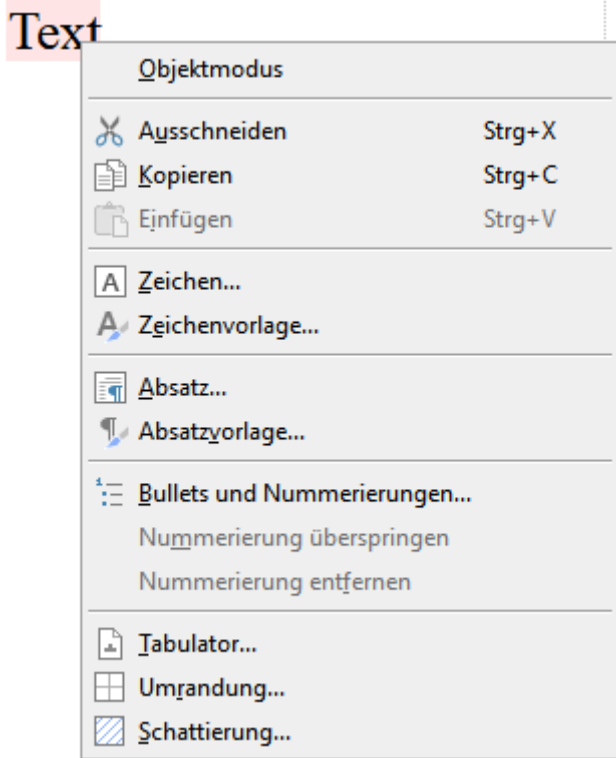 Text
Objektmodus
Ausschneiden Strg+X
Kopieren Strg+C
Einfügen Strg+V
A Zeichen...
A Zeichenvorlage...
Absatz...
Absatzvorlage...
Bullets und Nummerierungen...
Nummerierung überspringen
Nummerierung entfernen
Tabulator...
Umrandung...
Schattierung...